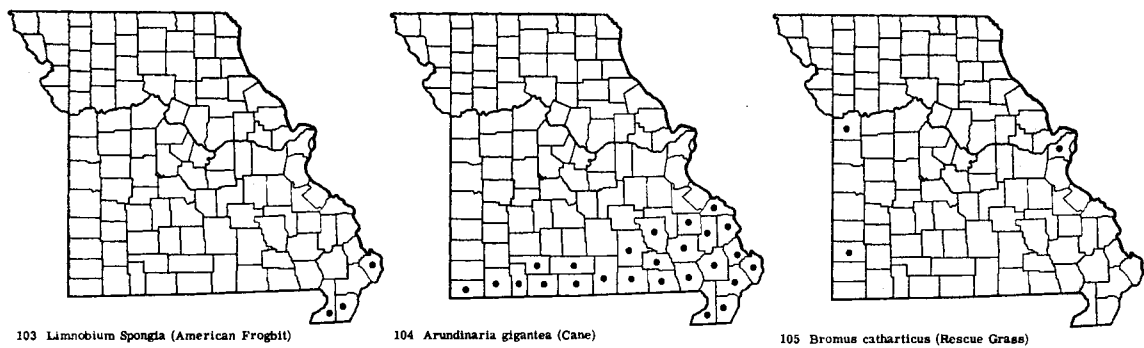 103 Limnobium Spongia (American Frogbit)
104 Arundinaria gigantea (Cane)
105 Bromus catharticus (Rescue Grass)